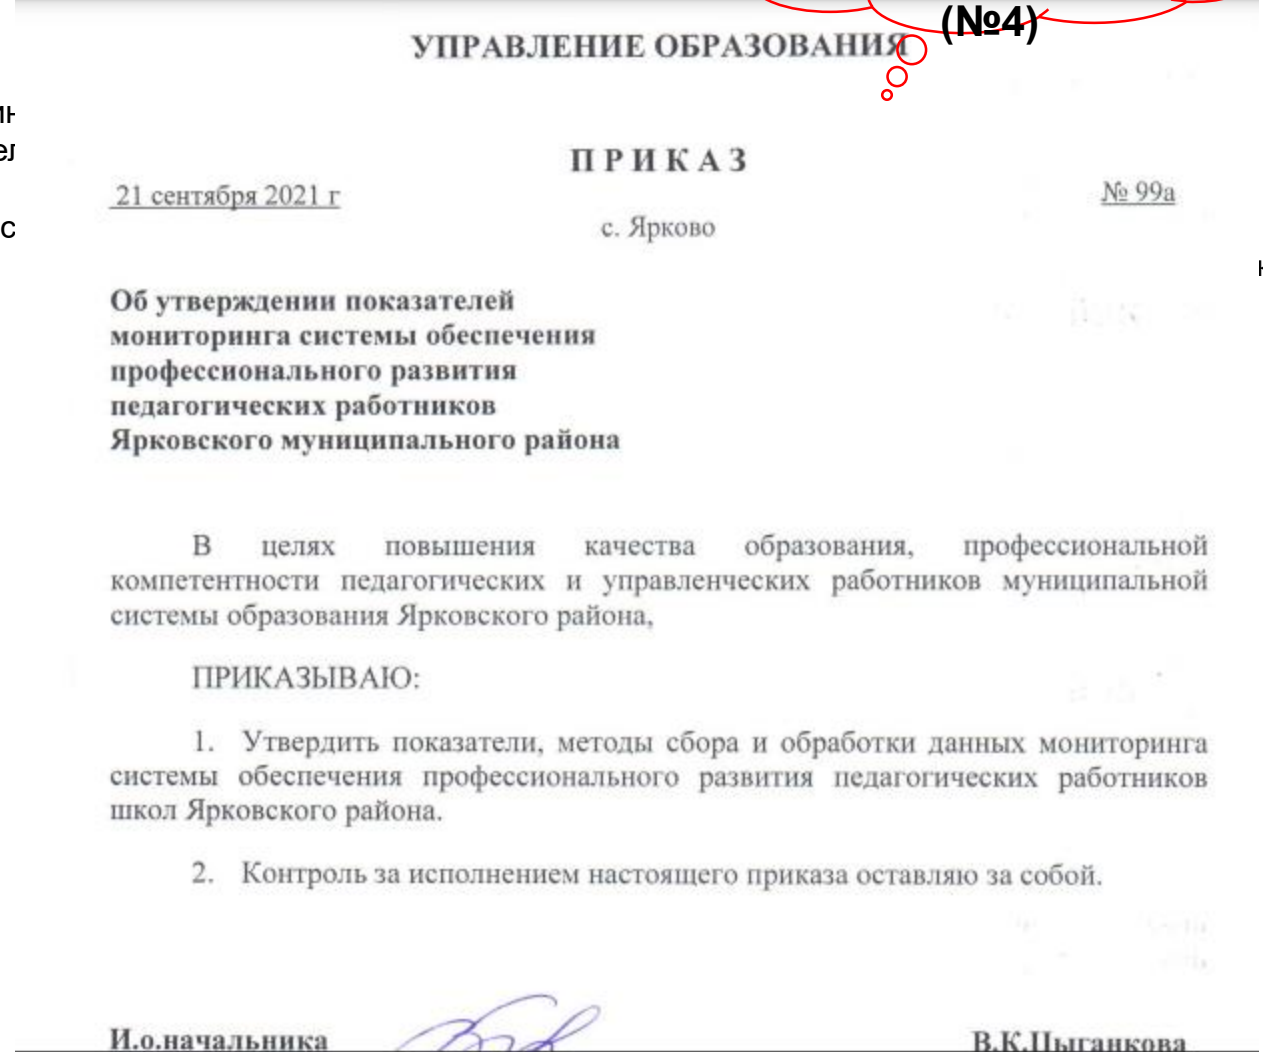 (№4)
УПРАВЛЕНИЕ ОБРАЗОВАНИЯ
П Р И К А З
21 сентября 2021 г
№ 99а
с. Ярково
Об утверждении показателей
мониторинга системы обеспечения
профессионального развития
педагогических работников
Ярковского муниципального района
В целях повышения качества образования, профессиональной
компетентности педагогических и управленческих работников муниципальной
системы образования Ярковского района,
ПРИКАЗЫВАЮ:
1. Утвердить показатели, методы сбора и обработки данных мониторинга
системы обеспечения профессионального развития педагогических работников
школ Ярковского района.
2. Контроль за исполнением настоящего приказа оставляю за собой.
И.о.начальника
В.К.Цыганкова